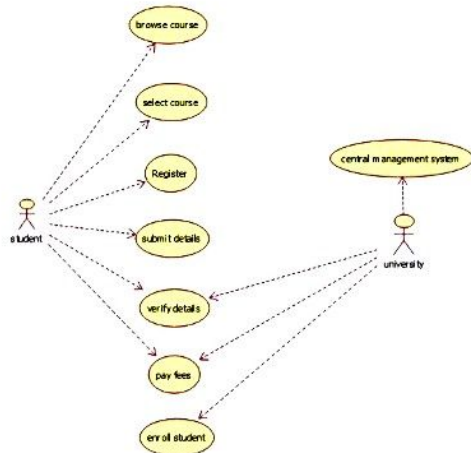 browse course
select course
Register
central management system
student
submit details
university
verify details
pay fees
enroll student